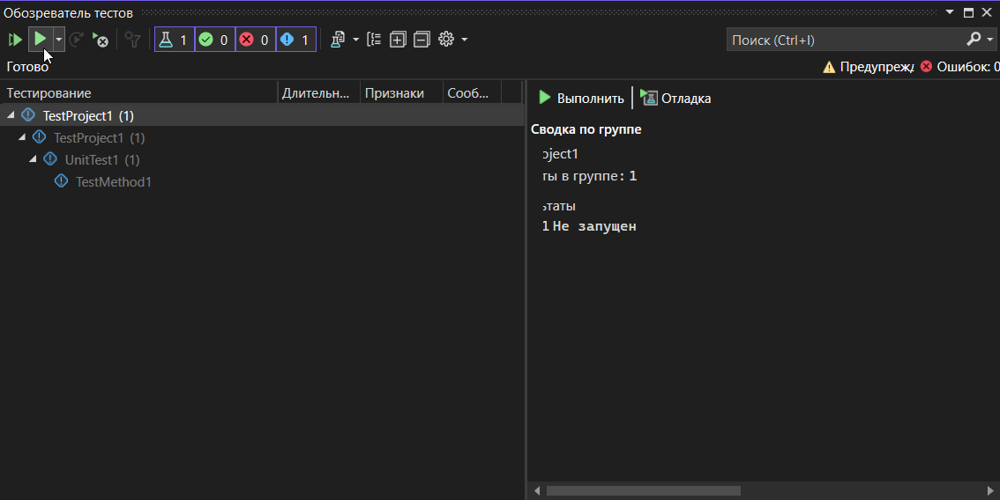 Обозреватель тестов
1 0 0 1
Поиск (Ctrl+I)
Готово
Предупреж Ошибок: 0
Тестирование Длительн... Признаки Сооб...
TestProject1 (1)
TestProject1 (1)
UnitTest1 (1)
TestMethod1
Выполнить Отладка
Сводка по группе
oject1
ты в группе: 1
ьтаты
1 Не запущен